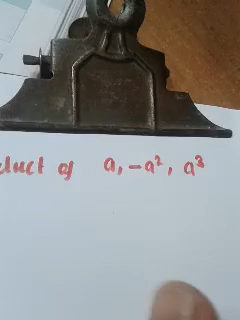 duct of a, -a², a³